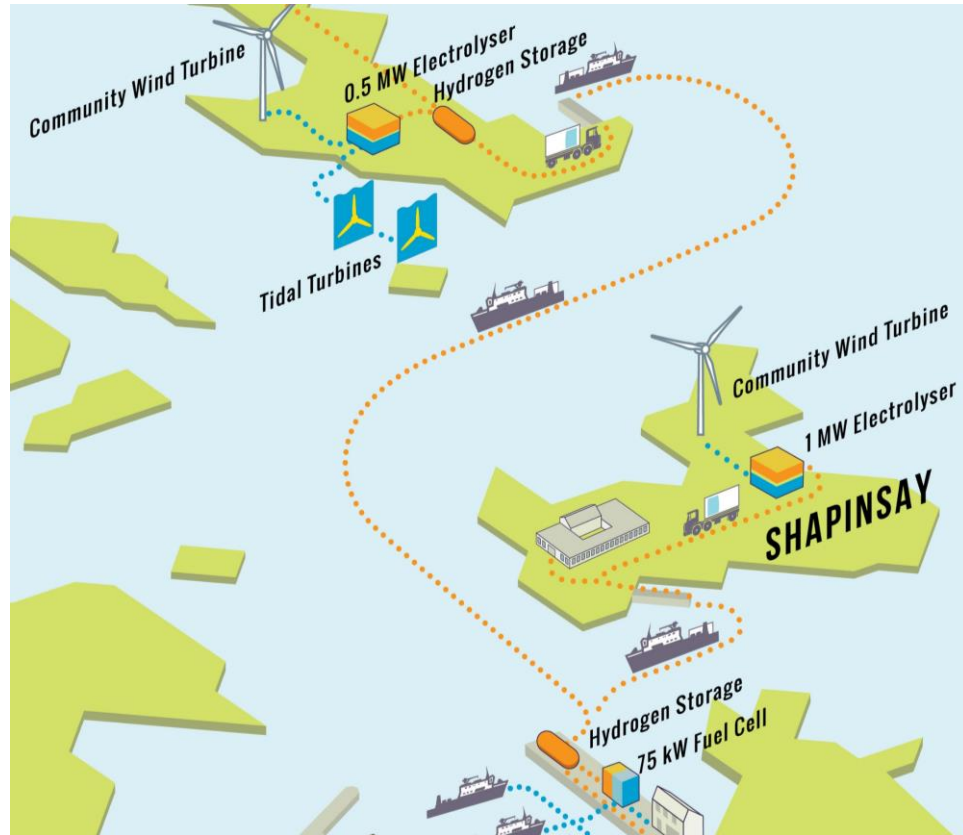 Community Wind Turbine
0.5 MW Electrolyser
Hydrogen Storage
Tidal Turbines
Community Wind Turbine
1 MW Electrolyser
SHAPINSAY
Hydrogen Storage
75 kW Fuel Cell